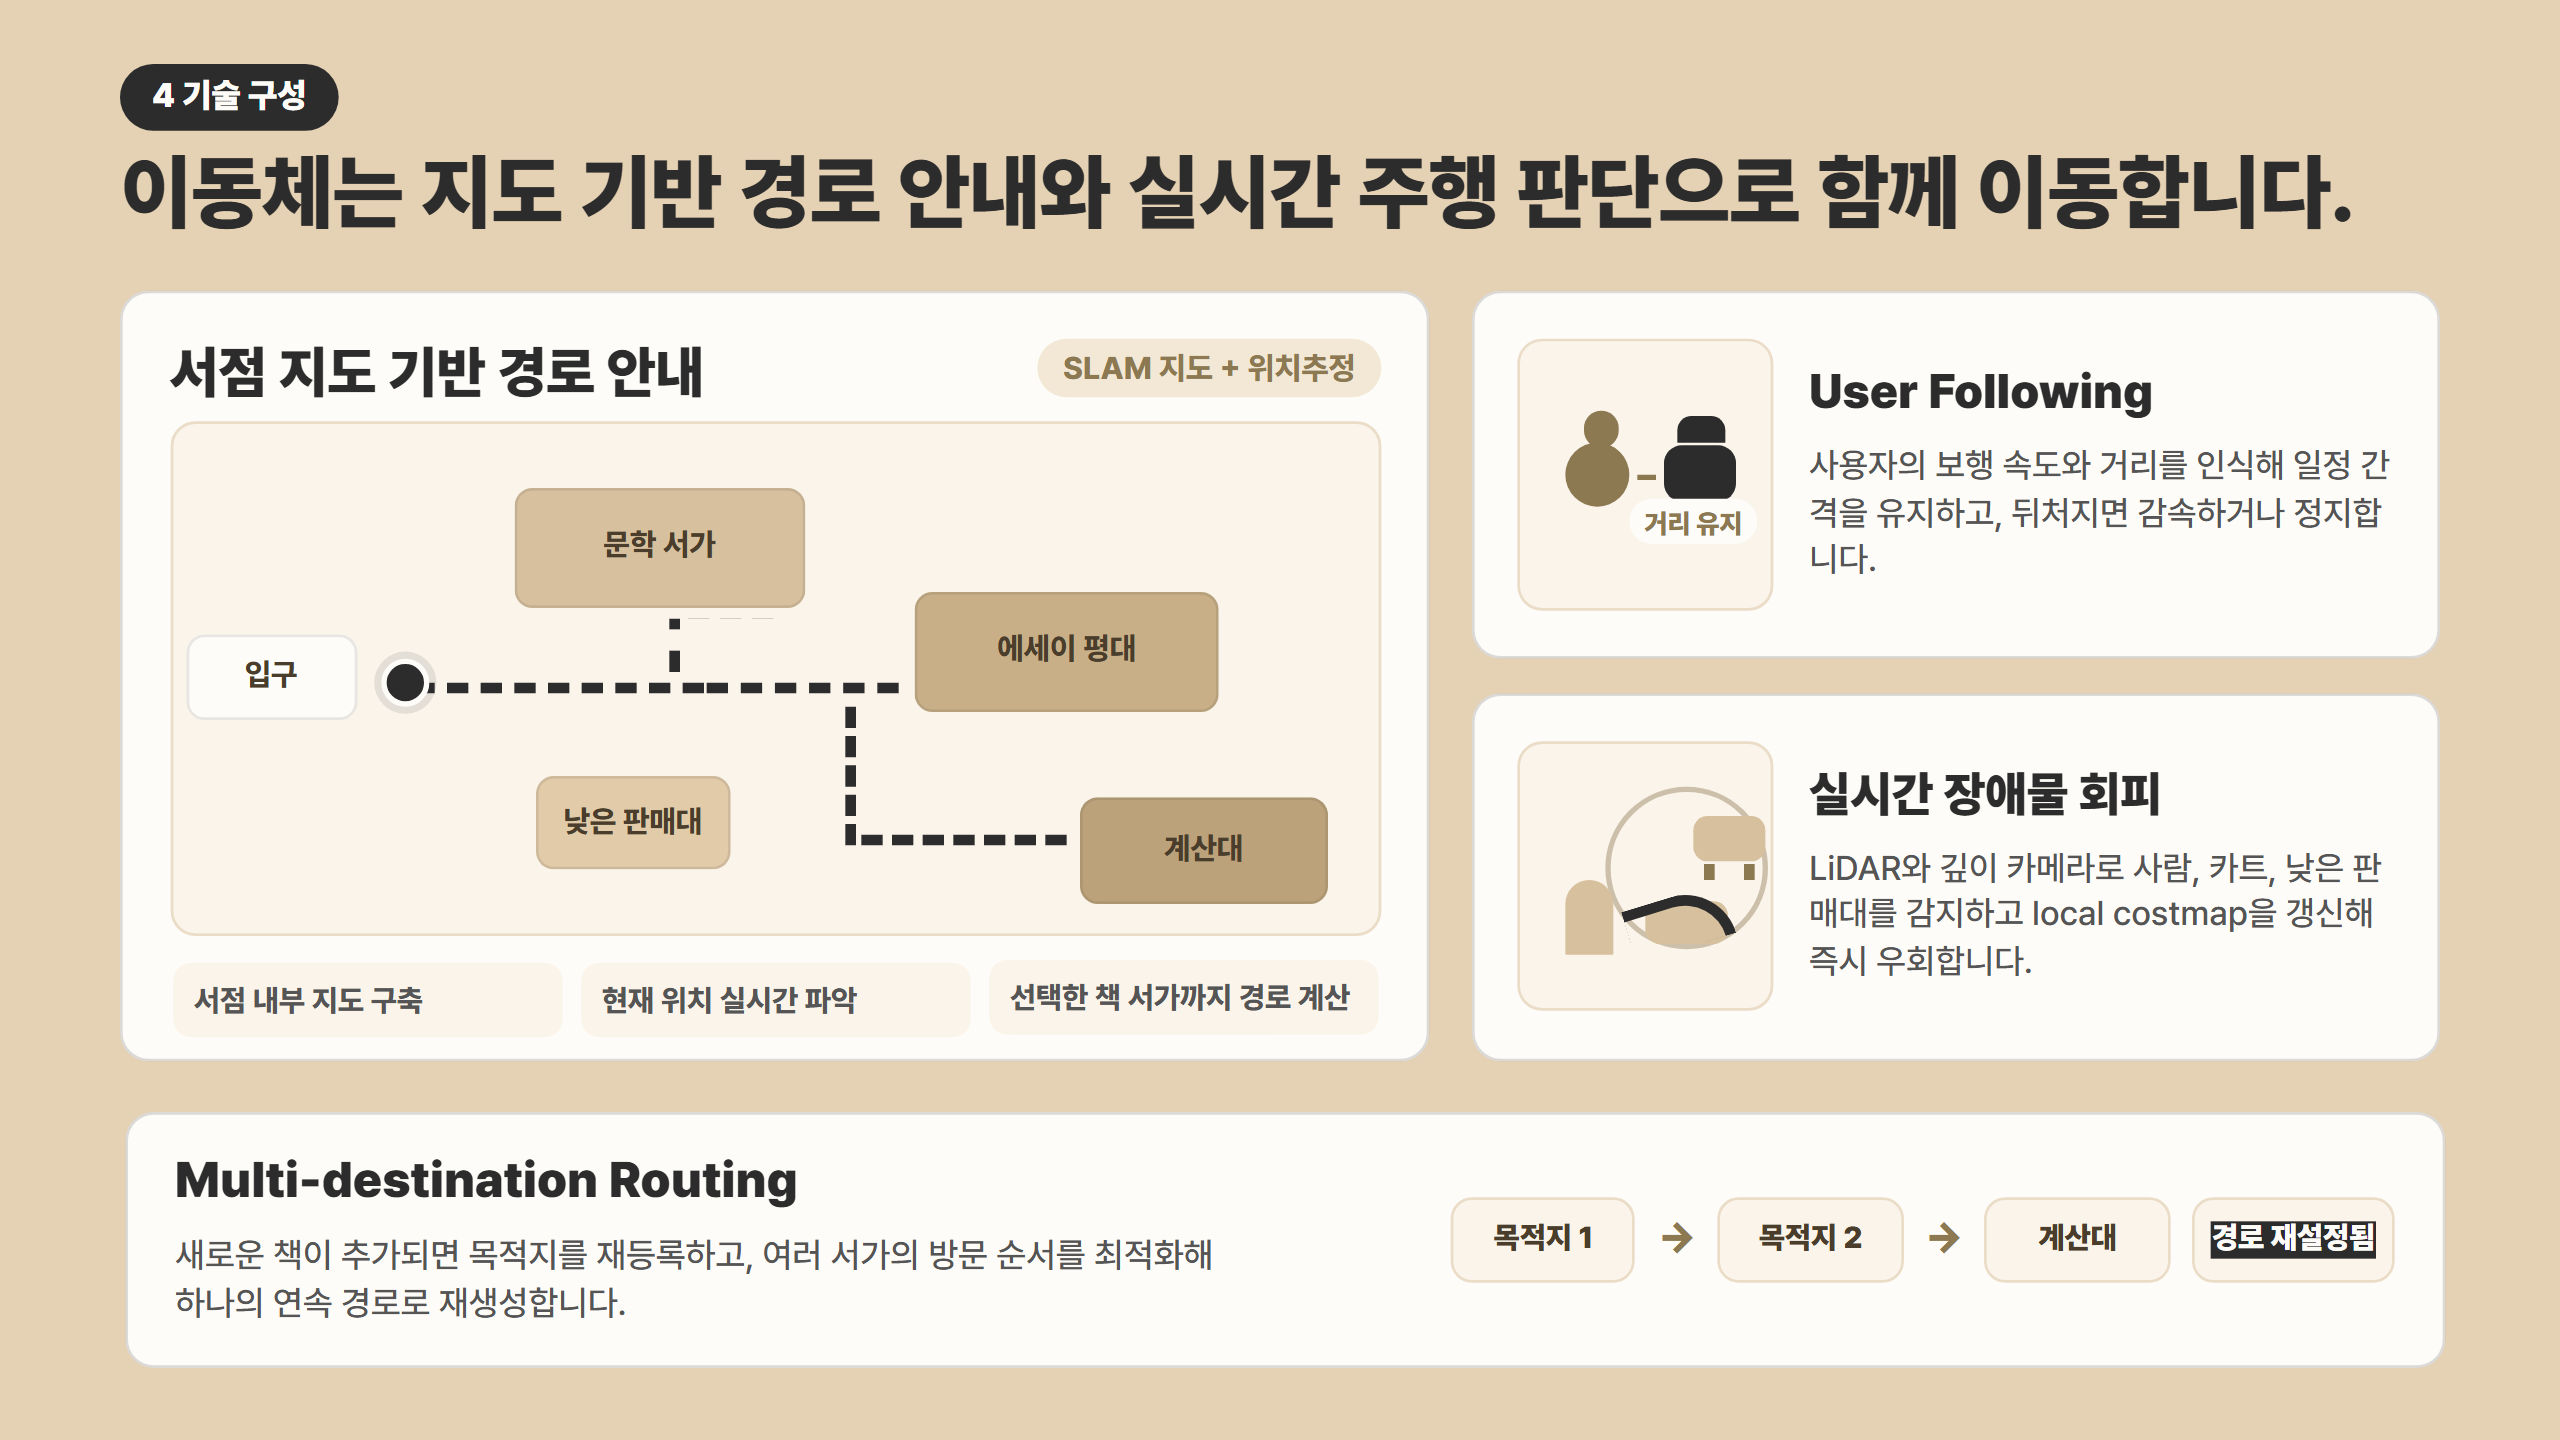 4 기술 구성
이동체는 지도 기반 경로 안내와 실시간 주행 판단으로 함께 이동합니다.
서점 지도 기반 경로 안내
SLAM 지도 + 위치추정
문학 서가
에세이 평대
입구
낮은 판매대
계산대
서점 내부 지도 구축
현재 위치 실시간 파악
선택한 책 서가까지 경로 계산
거리 유지
User Following
사용자의 보행 속도와 거리를 인식해 일정 간
격을 유지하고, 뒤처지면 감속하거나 정지합
니다.
실시간 장애물 회피
LiDAR와 깊이 카메라로 사람, 카트, 낮은 판
매대를 감지하고 local costmap을 갱신해
즉시 우회합니다.
Multi-destination Routing
새로운 책이 추가되면 목적지를 재등록하고, 여러 서가의 방문 순서를 최적화해
하나의 연속 경로로 재생성합니다.
목적지 1
→
목적지 2
→
계산대
경로 재설정됨